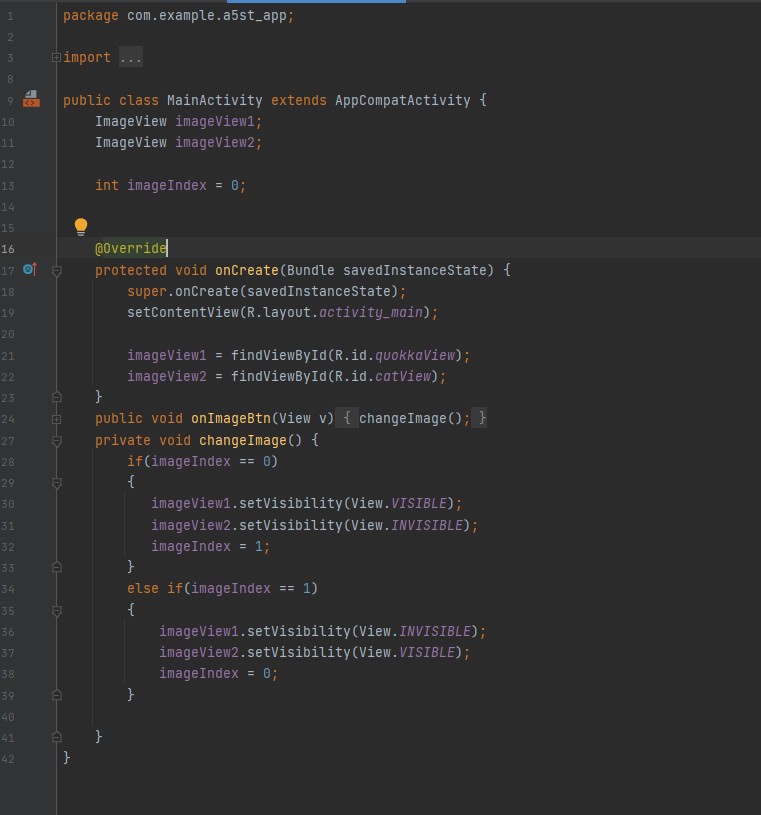 1 package com.example.a5st_app;
2
3 import ...
8
9 public class MainActivity extends AppCompatActivity {
10 ImageView imageView1;
11 ImageView imageView2;
12
13 int imageIndex = 0;
14
15
16 @Override
17 protected void onCreate(Bundle savedInstanceState) {
18 super.onCreate(savedInstanceState);
19 setContentView(R.layout.activity_main);
20
21 imageView1 = findViewById(R.id.quokkaView);
22 imageView2 = findViewById(R.id.catView);
23 }
24 public void onImageBtn(View v) { changeImage(); }
27 private void changeImage() {
28 if(imageIndex == 0)
29 {
30 imageView1.setVisibility(View.VISIBLE);
31 imageView2.setVisibility(View.INVISIBLE);
32 imageIndex = 1;
33 }
34 else if(imageIndex == 1)
35 {
36 imageView1.setVisibility(View.INVISIBLE);
37 imageView2.setVisibility(View.VISIBLE);
38 imageIndex = 0;
39 }
40
41 }
42 }